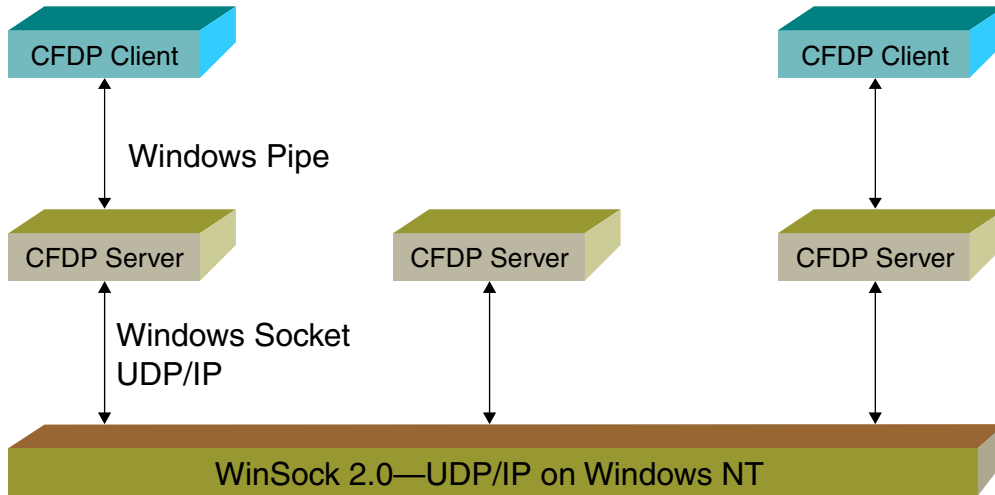 CFDP Client
CFDP Client
Windows Pipe
CFDP Server
CFDP Server
CFDP Server
Windows Socket
UDP/IP
WinSock 2.0—UDP/IP on Windows NT